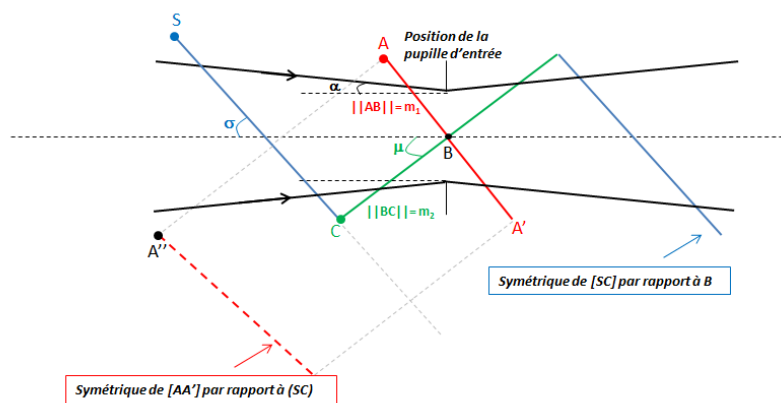 S
A
Position de la
pupille d'entrée
α
||AB|| = m₁
σ
μ
B
||BC|| = m₂
C
A'
A''
Symétrique de [SC] par rapport à B
Symétrique de [AA'] par rapport à (SC)